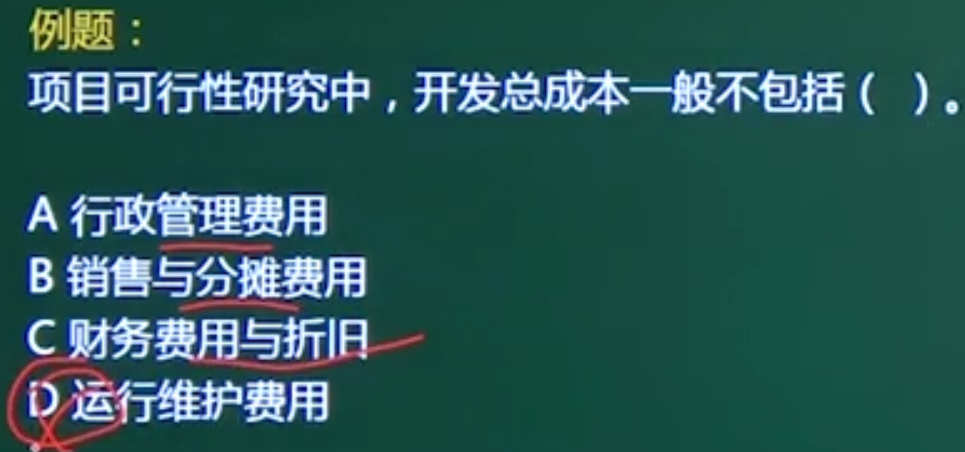 例题：
项目可行性研究中，开发总成本一般不包括（ ）。
A 行政管理费用
B 销售与分摊费用
C 财务费用与折旧
D 运行维护费用